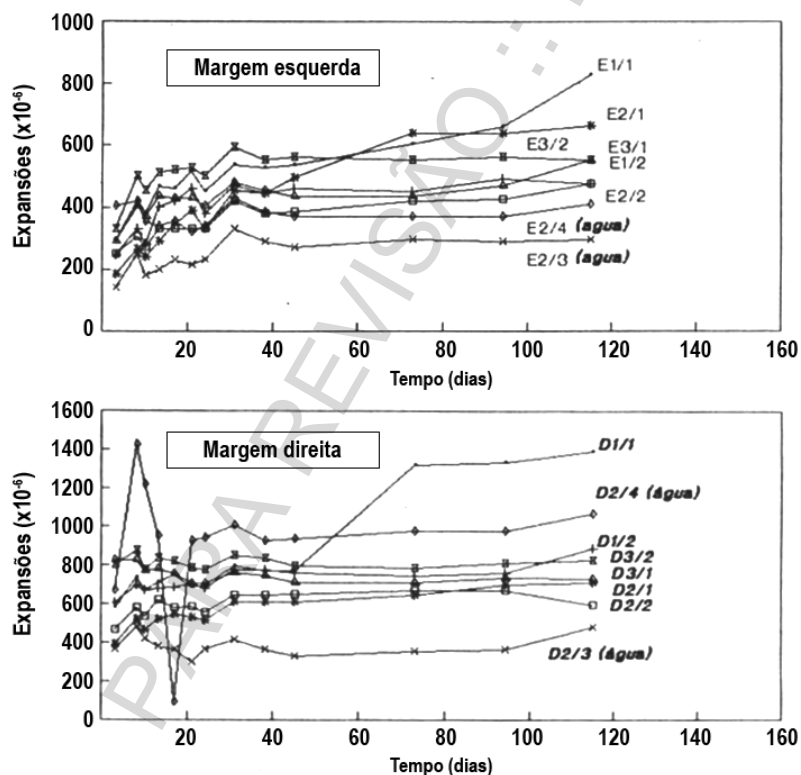 1000
800
600
400
200
0
Expansões (x10⁻⁶)
Margem esquerda
E1/1
E2/1
E3/2
E3/1
E1/2
E2/2
E2/4 (agua)
E2/3 (agua)
20 40 60 80 100 120 140 160
Tempo (dias)
1600
1400
1200
1000
800
600
400
200
0
Expansões (x10⁻⁶)
Margem direita
D1/1
D2/4 (água)
D1/2
D3/2
D3/1
D2/1
D2/2
D2/3 (água)
20 40 60 80 100 120 140 160
Tempo (dias)
PARA REVISÃO ::